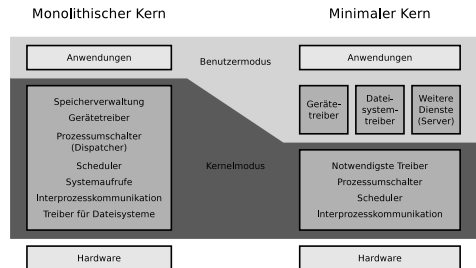 Monolithischer Kern
Minimaler Kern
Anwendungen
Benutzermodus
Anwendungen
Speicherverwaltung
Gerätetreiber
Prozessumschalter
(Dispatcher)
Scheduler
Systemaufrufe
Interprozesskommunikation
Treiber für Dateisysteme
Kernelmodus
Geräte-
treiber
Datei-
system-
treiber
Weitere
Dienste
(Server)
Notwendigste Treiber
Prozessumschalter
Scheduler
Interprozesskommunikation
Hardware
Hardware